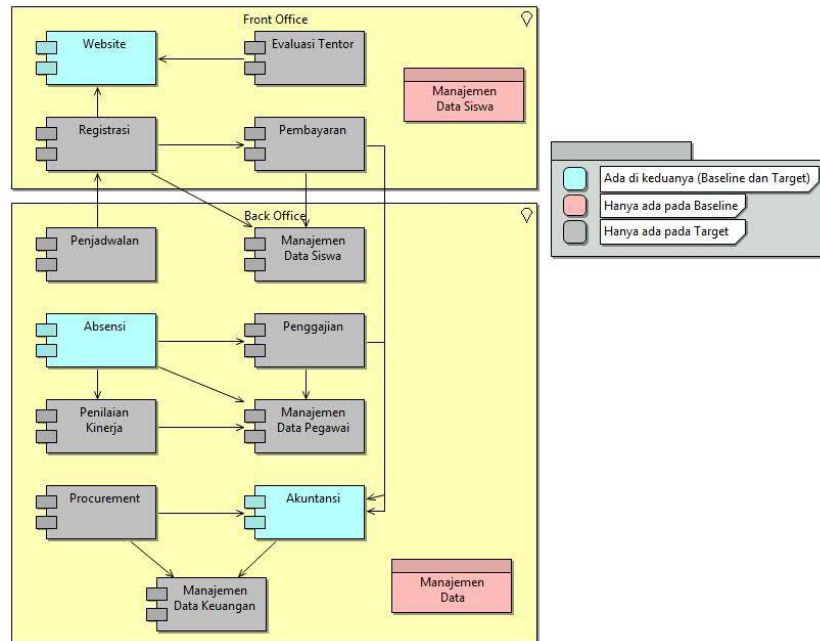 Front Office
Website
Evaluasi Tentor
Manajemen
Data Siswa
Registrasi
Pembayaran
Ada di keduanya (Baseline dan Target)
Hanya ada pada Baseline
Hanya ada pada Target
Back Office
Penjadwalan
Manajemen
Data Siswa
Absensi
Penggajian
Penilaian
Kinerja
Manajemen
Data Pegawai
Procurement
Akuntansi
Manajemen
Data Keuangan
Manajemen
Data